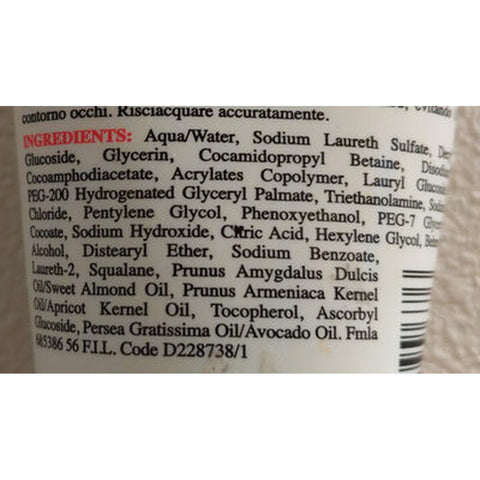 contorno occhi. Risciacquare accuratamente. evitando
INGREDIENTS: Aqua/Water, Sodium Laureth Sulfate,
Glucoside, Glycerin, Cocamidopropyl Betaine,
Cocoamphodiacetate, Acrylates Copolymer, Lauryl
PEG-200 Hydrogenated Glyceryl Palmate, Triethanolamine,
Chloride, Pentylene Glycol, Phenoxyethanol, PEG-7
Cocoate, Sodium Hydroxide, Citric Acid, Hexylene Glycol,
Alcohol, Distearyl Ether, Sodium Benzoate,
Laureth-2, Squalane, Prunus Amygdalus Dulcis
Oil/Sweet Almond Oil, Prunus Armeniaca Kernel
Oil/Apricot Kernel Oil, Tocopherol, Ascorbyl
Glucoside, Persea Gratissima Oil/Avocado Oil. Fmla
685386 56 F.I.L. Code D228738/1